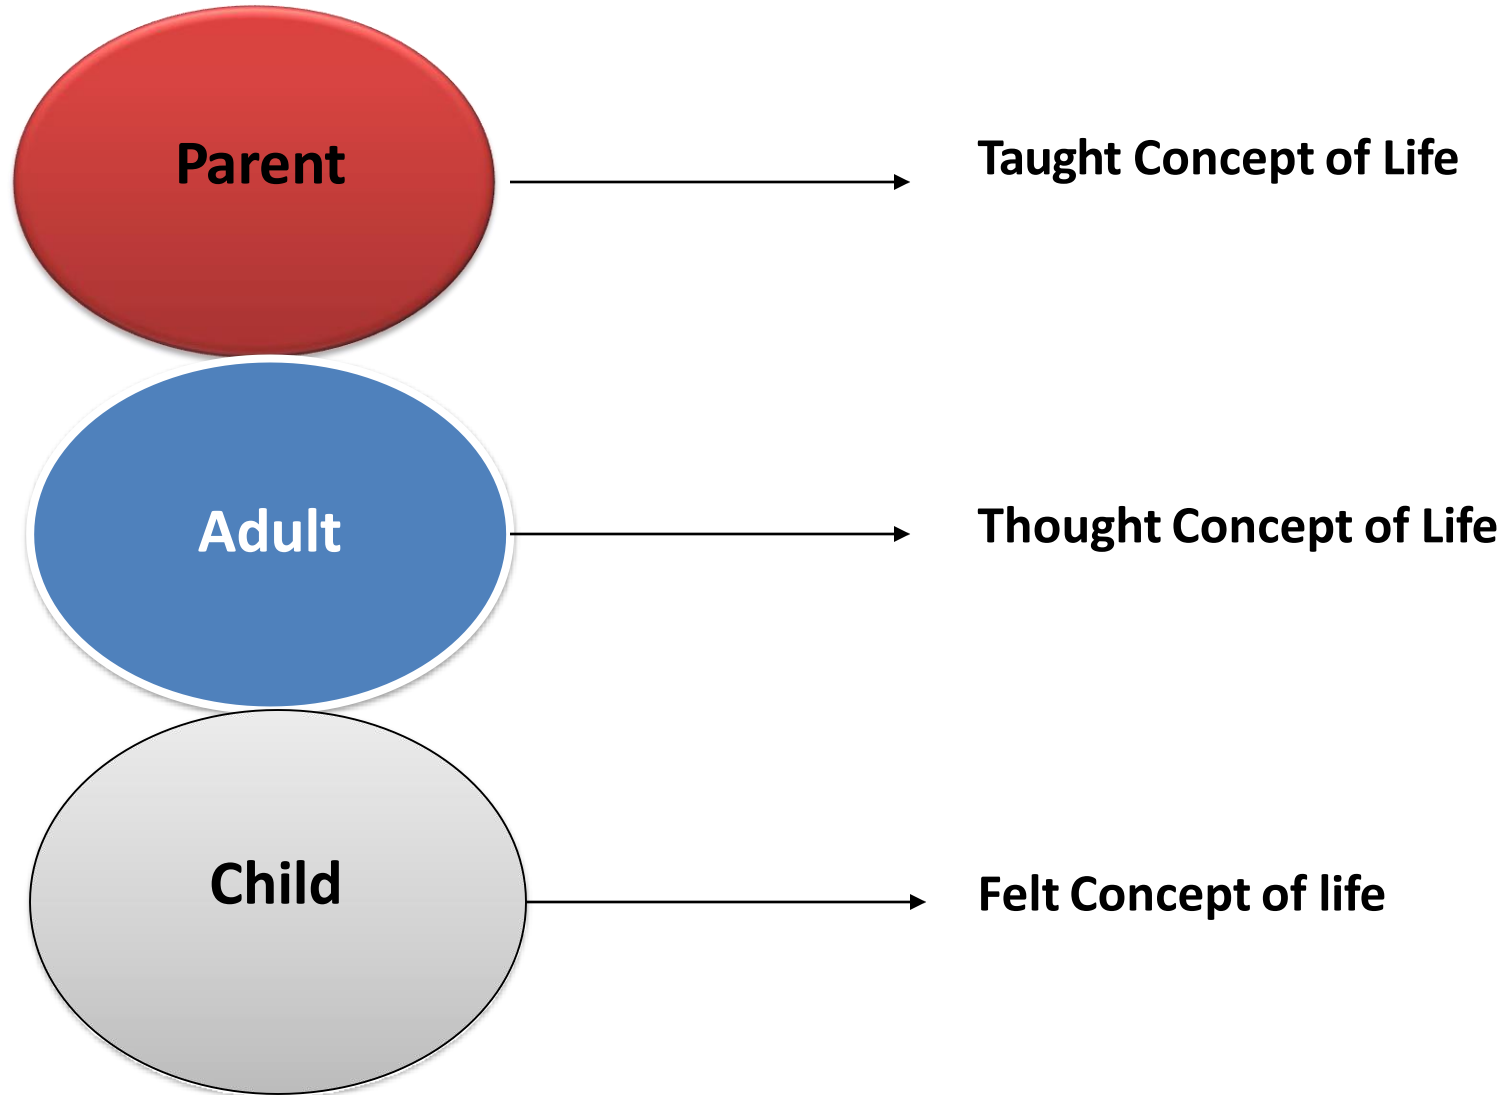 Parent
Taught Concept of Life
Adult
Thought Concept of Life
Child
Felt Concept of life